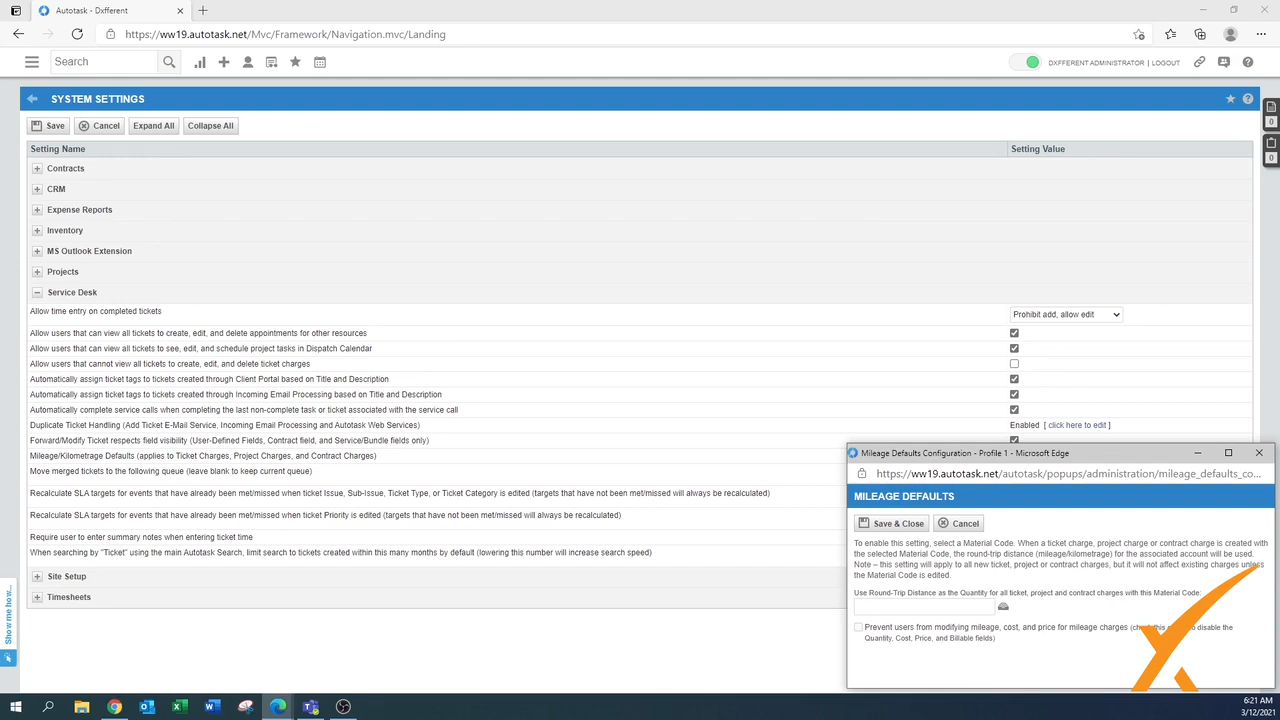 Autotask - Dxfferent
https://ww19.autotask.net/Mvc/Framework/Navigation.mvc/Landing
Search
DXFFERENT ADMINISTRATOR | LOGOUT
SYSTEM SETTINGS
Save Cancel Expand All Collapse All
Setting Name Setting Value
Contracts
CRM
Expense Reports
Inventory
MS Outlook Extension
Projects
Service Desk
Allow time entry on completed tickets Prohibit add, allow edit
Allow users that can view all tickets to create, edit, and delete appointments for other resources
Allow users that can view all tickets to see, edit, and schedule project tasks in Dispatch Calendar
Allow users that cannot view all tickets to create, edit, and delete ticket charges
Automatically assign ticket tags to tickets created through Client Portal based on Title and Description
Automatically assign ticket tags to tickets created through Incoming Email Processing based on Title and Description
Automatically complete service calls when completing the last non-complete task or ticket associated with the service call
Duplicate Ticket Handling (Add Ticket E-Mail Service, Incoming Email Processing and Autotask Web Services) Enabled [ click here to edit ]
Forward/Modify Ticket respects field visibility (User-Defined Fields, Contract field, and Service/Bundle fields only)
Mileage/Kilometrage Defaults (applies to Ticket Charges, Project Charges, and Contract Charges)
Move merged tickets to the following queue (leave blank to keep current queue)
Recalculate SLA targets for events that have already been met/missed when ticket Issue, Sub-Issue, Ticket Type, or Ticket Category is edited (targets that have not been met/missed will always be recalculated)
Recalculate SLA targets for events that have already been met/missed when ticket Priority is edited (targets that have not been met/missed will always be recalculated)
Require user to enter summary notes when entering ticket time
When searching by "Ticket" using the main Autotask Search, limit search to tickets created within this many months by default (lowering this number will increase search speed)
Site Setup
Timesheets
0
0
Show me how...
Mileage Defaults Configuration - Profile 1 - Microsoft Edge
https://ww19.autotask.net/autotask/popups/administration/mileage_defaults_co...
MILEAGE DEFAULTS
Save & Close Cancel
To enable this setting, select a Material Code. When a ticket charge, project charge or contract charge is created with
the selected Material Code, the round-trip distance (mileage/kilometrage) for the associated account will be used.
Note – this setting will apply to all new ticket, project or contract charges, but it will not affect existing charges unless
the Material Code is edited.
Use Round-Trip Distance as the Quantity for all ticket, project and contract charges with this Material Code:
Prevent users from modifying mileage, cost, and price for mileage charges to disable the
Quantity, Cost, Price, and Billable fields)
6:21 AM
3/12/2021